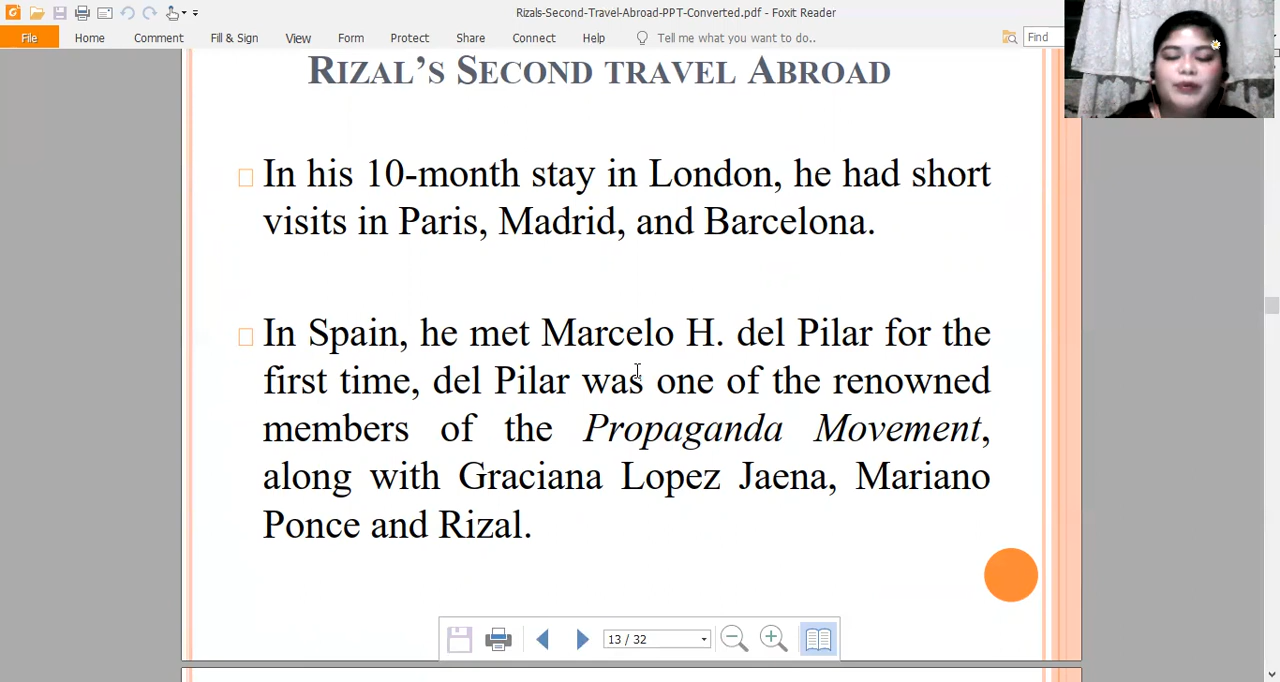 Rizals-Second-Travel-Abroad-PPT-Converted.pdf - Foxit Reader
File Home Comment Fill & Sign View Form Protect Share Connect Help Tell me what you want to do.. Find
RIZAL'S SECOND TRAVEL ABROAD
In his 10-month stay in London, he had short
visits in Paris, Madrid, and Barcelona.
In Spain, he met Marcelo H. del Pilar for the
first time, del Pilar was one of the renowned
members of the Propaganda Movement,
along with Graciana Lopez Jaena, Mariano
Ponce and Rizal.
13 / 32